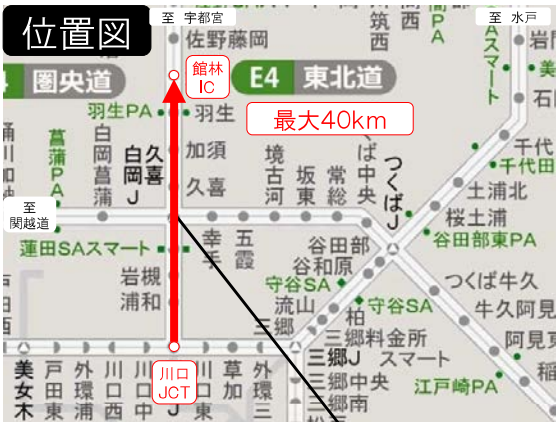 位置図
至 宇都宮
至 水戸
佐野藤岡
館林
IC
E4 東北道
圏央道
最大40km
羽生PA
羽生
加須
久喜
久喜
白岡J
白岡菖蒲
菖蒲PA
桶川加納
至
関越道
境古河
坂東
常総
つくば中央
つくばJ
幸手
五霞
蓮田SAスマート
岩槻
浦和
谷田部
谷和原
守谷SA
守谷SA
流山
柏
三郷
三郷料金所
スマート
三郷J
三郷中央
三郷南
千代田
土浦北
桜土浦
谷田部東PA
つくば牛久
牛久阿見
阿見東
江戸崎PA
川口
JCT
美女木
戸田東
外環浦
川口西
川口中
J
川口東
草加
外環三